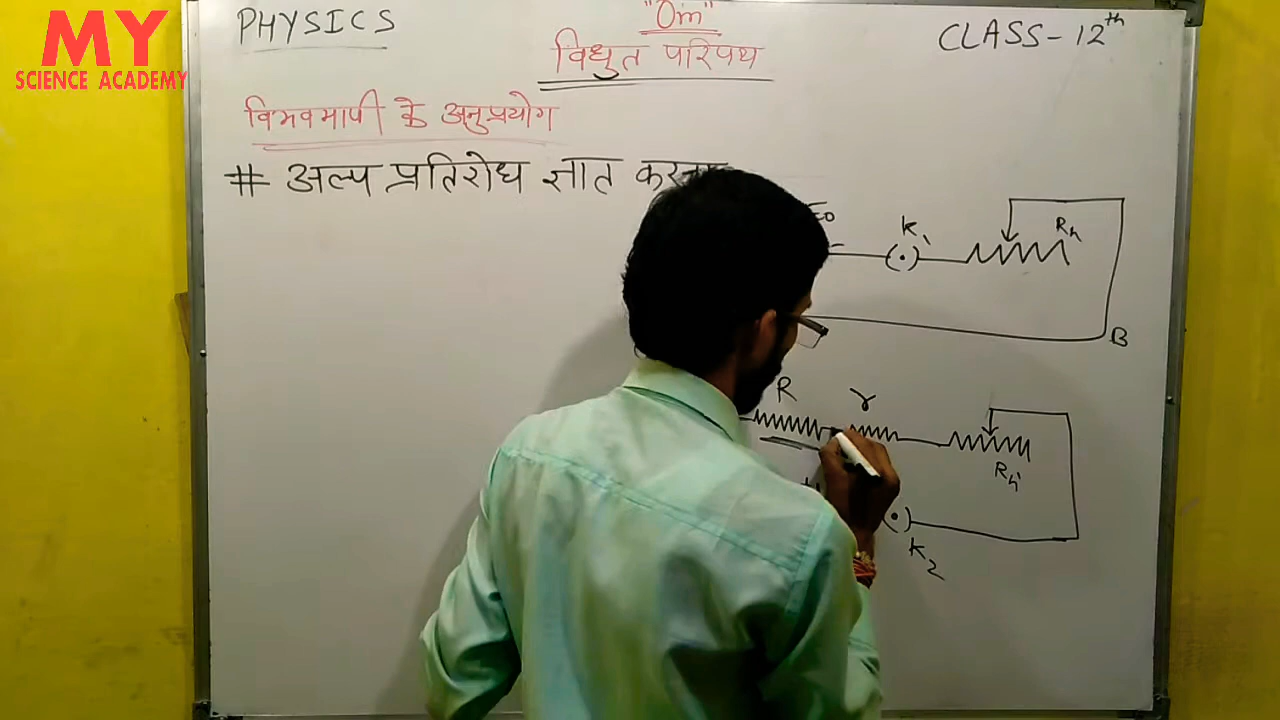 MY
SCIENCE ACADEMY
PHYSICS
"Om"
CLASS-12th
विधुत परिपथ
विभवमापी के अनुप्रयोग
# अल्प प्रतिरोध ज्ञात करना
K1
Rh
B
R
r
Rh'
K2